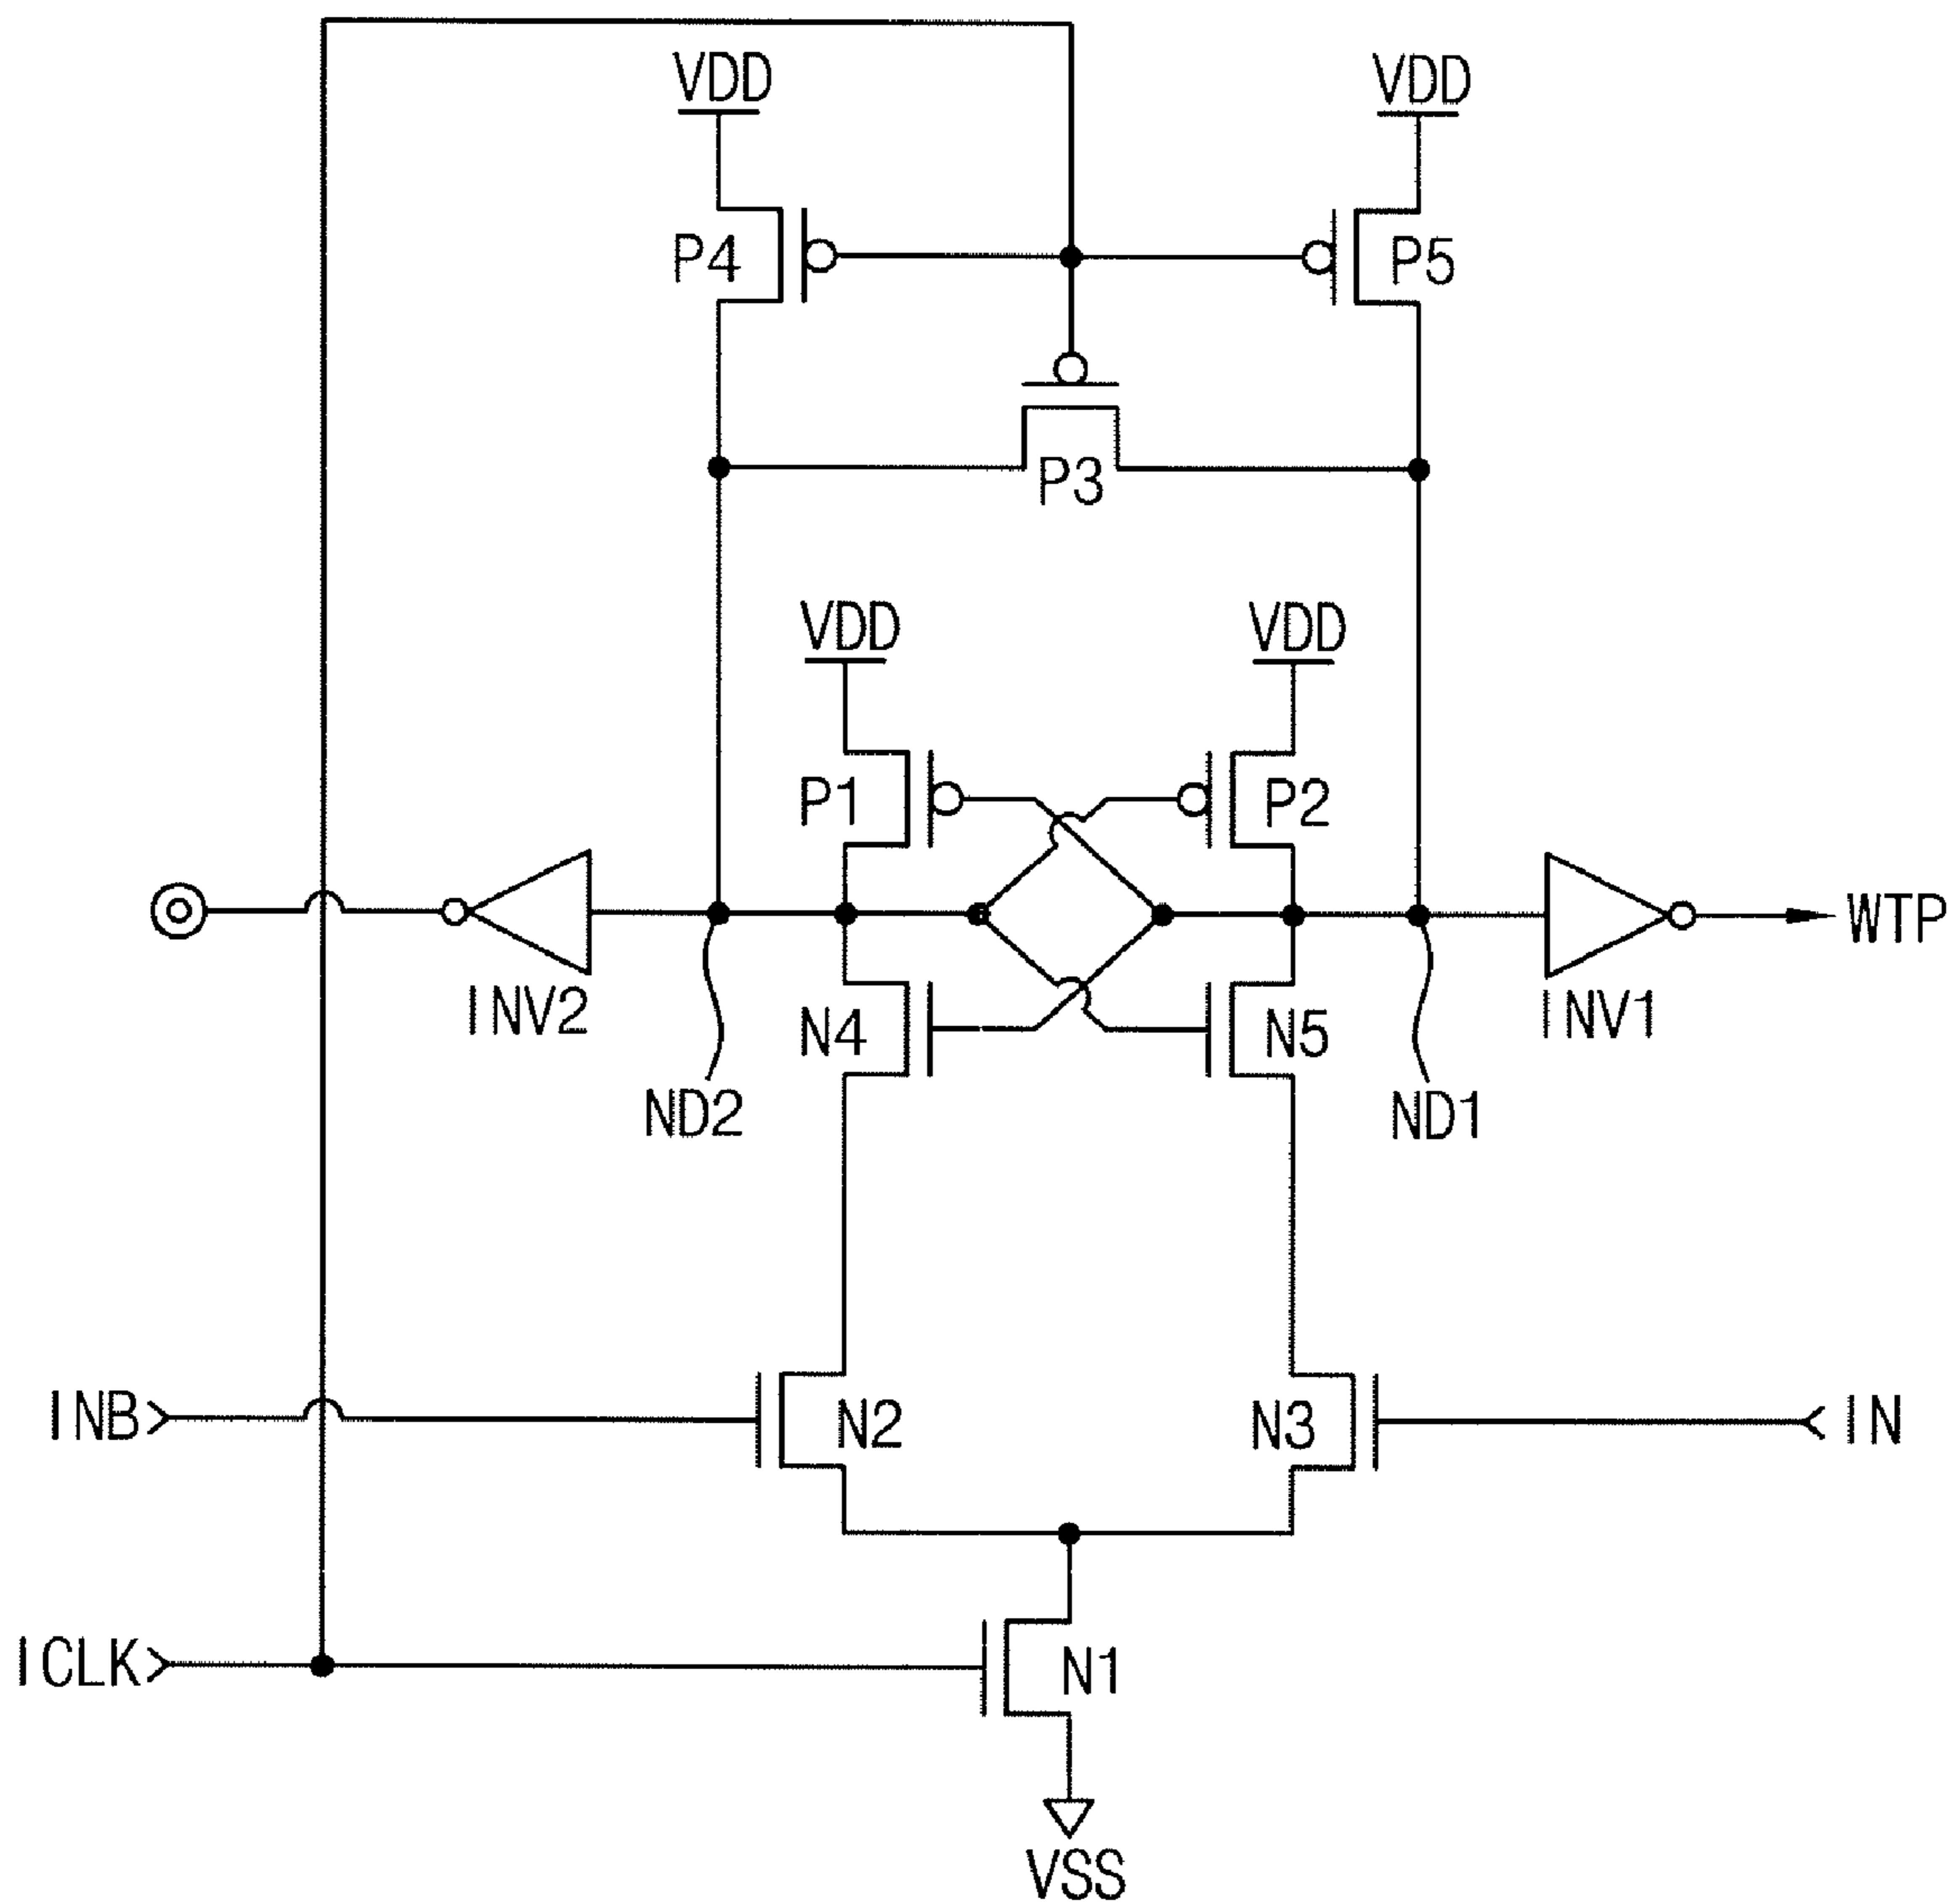 VDD
VDD
P4
P5
P3
VDD
VDD
P1
P2
WTP
INV2
N4
N5
INV1
ND2
ND1
INB
N2
N3
IN
ICLK
N1
VSS